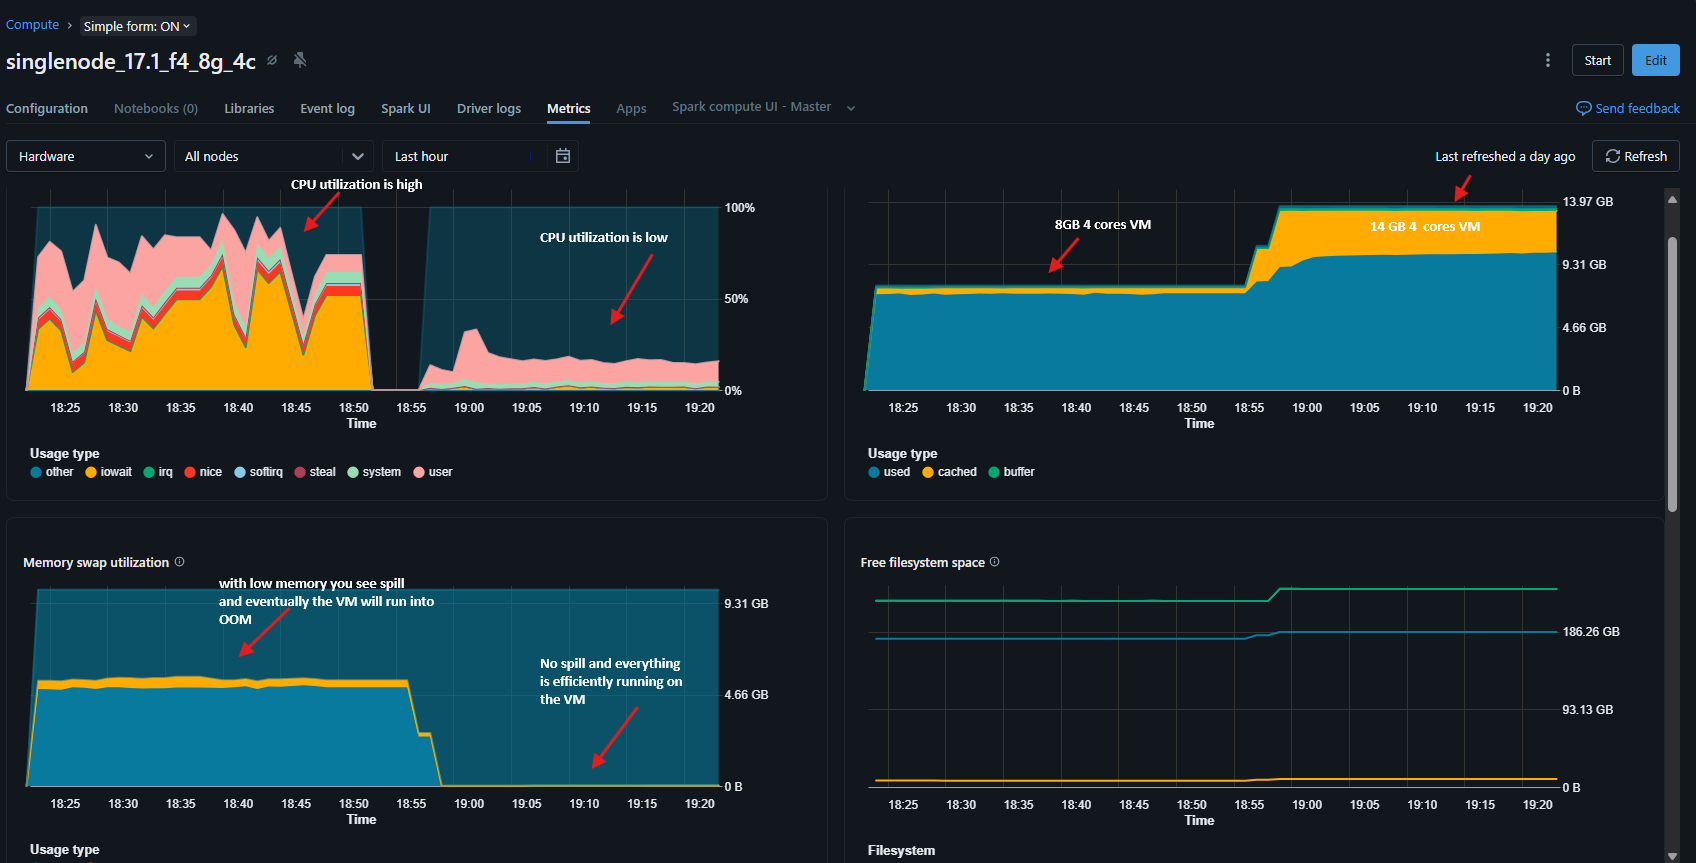 Compute › Simple form: ON
singlenode_17.1_f4_8g_4c
Start
Edit
Configuration
Notebooks (0)
Libraries
Event log
Spark UI
Driver logs
Metrics
Apps
Spark compute UI - Master
Send feedback
Hardware
All nodes
Last hour
Last refreshed a day ago
Refresh
CPU utilization is high
CPU utilization is low
100%
50%
0%
18:25 18:30 18:35 18:40 18:45 18:50 18:55 19:00 19:05 19:10 19:15 19:20
Time
Usage type
other iowait irq nice softirq steal system user
8GB 4 cores VM
14 GB 4 cores VM
13.97 GB
9.31 GB
4.66 GB
0 B
18:25 18:30 18:35 18:40 18:45 18:50 18:55 19:00 19:05 19:10 19:15 19:20
Time
Usage type
used cached buffer
Memory swap utilization
with low memory you see spill
and eventually the VM will run into
OOM
No spill and everything
is efficiently running on
the VM
9.31 GB
4.66 GB
0 B
18:25 18:30 18:35 18:40 18:45 18:50 18:55 19:00 19:05 19:10 19:15 19:20
Time
Usage type
Free filesystem space
186.26 GB
93.13 GB
0 B
18:25 18:30 18:35 18:40 18:45 18:50 18:55 19:00 19:05 19:10 19:15 19:20
Time
Filesystem